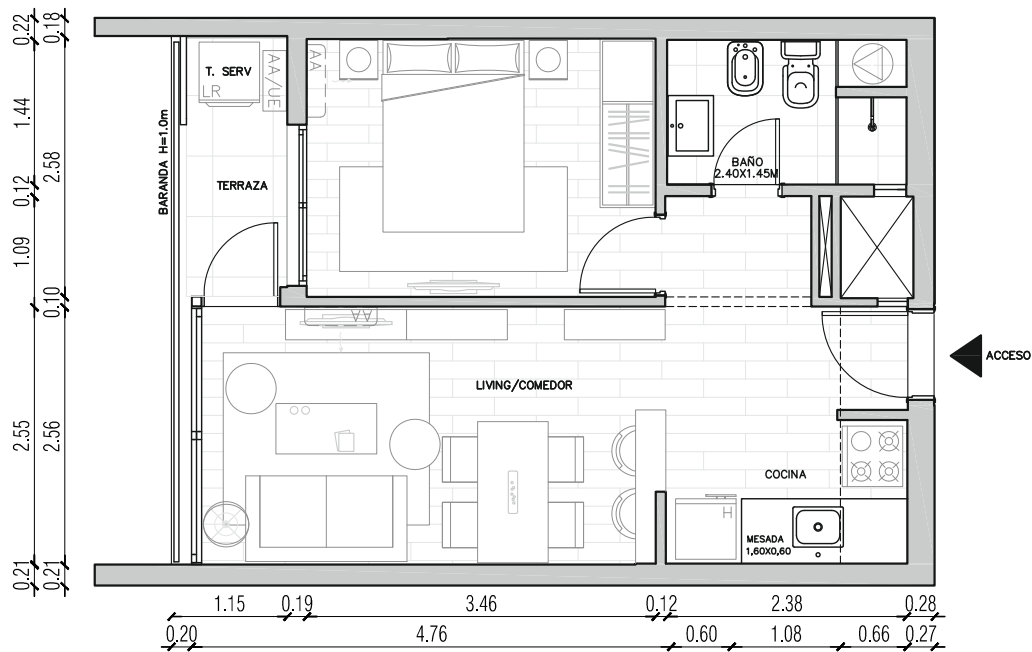 0.22
0.18
1.44
2.58
0.12
1.09
0.10
2.55
2.56
0.21
0.21
T. SERV
LR
AA/UE
AA
BARANDA H=1.0m
TERRAZA
BAÑO
2.40X1.45M
AA
LIVING/COMEDOR
ACCESO
COCINA
H
MESADA
1,60X0,60
1.15
0.19
3.46
0.12
2.38
0.28
0.20
4.76
0.60
1.08
0.66
0.27